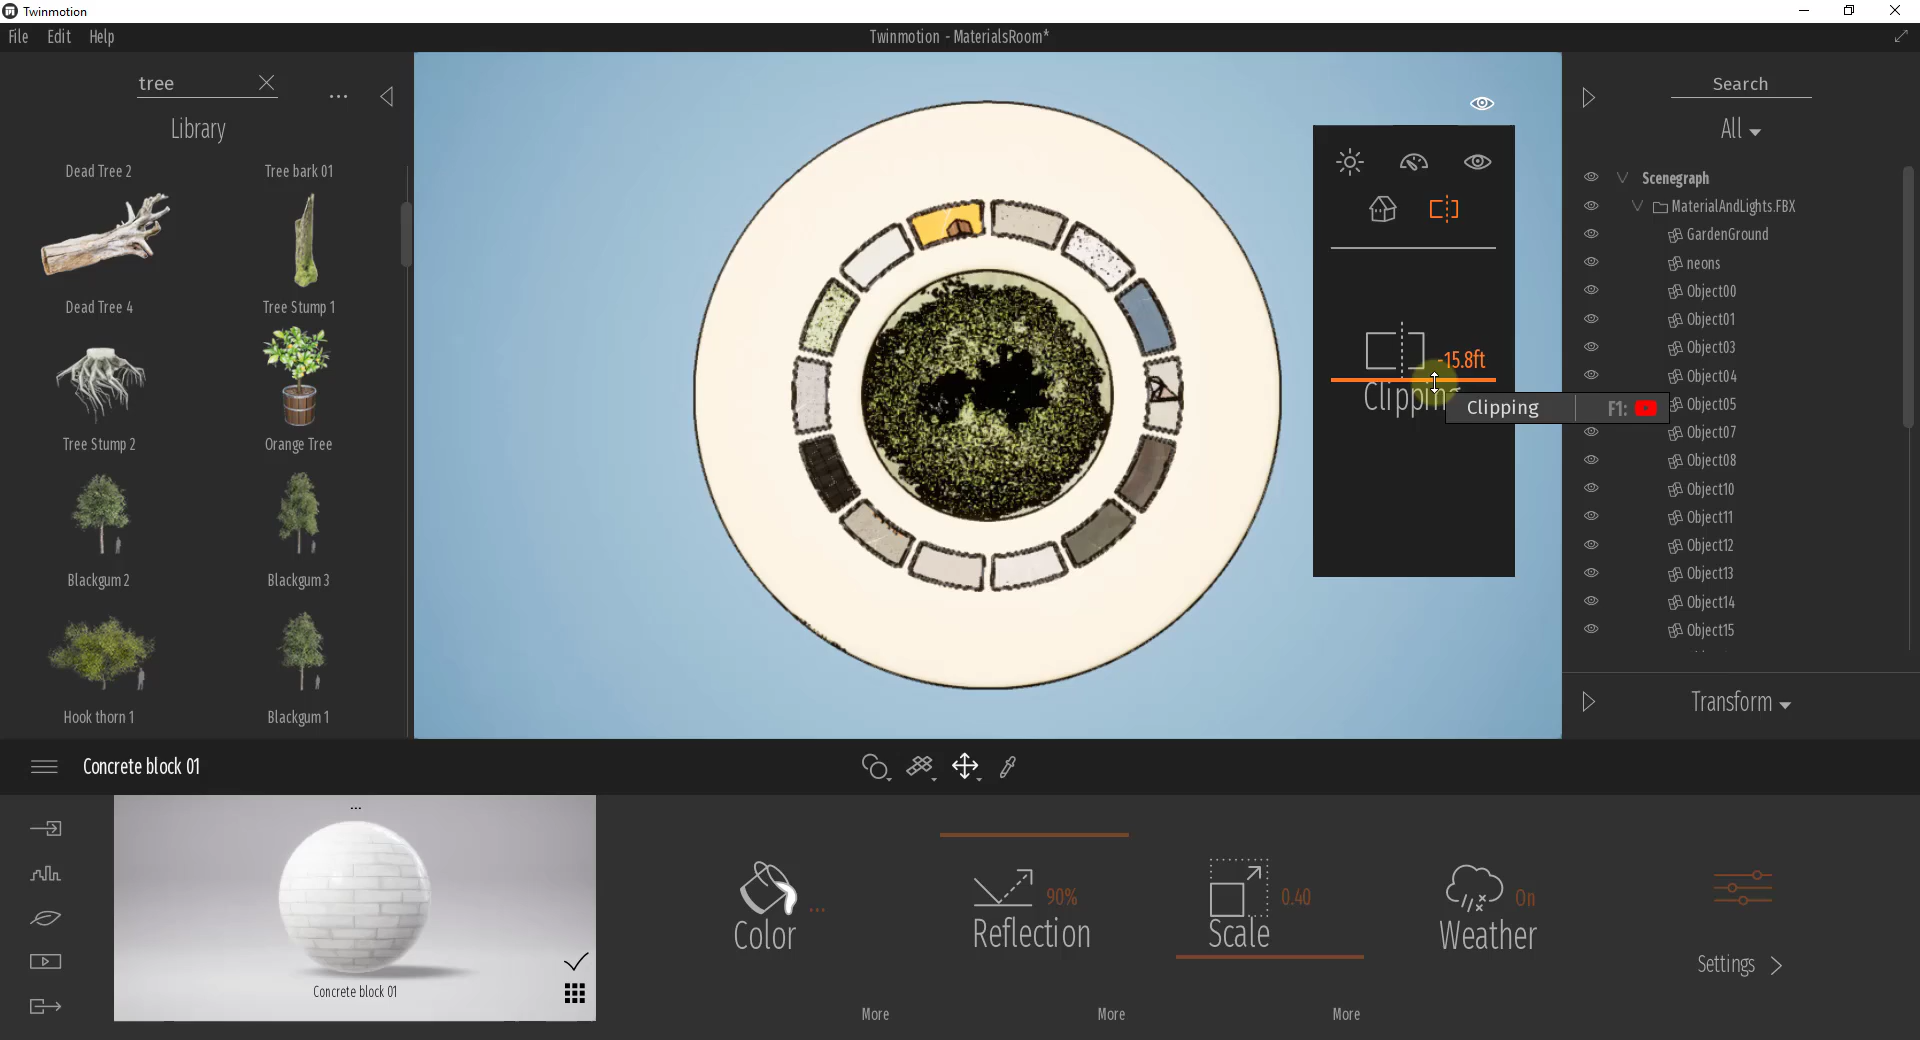 Twinmotion
File Edit Help
Twinmotion - MaterialsRoom*
tree
Library
Dead Tree 2
Tree bark 01
Dead Tree 4
Tree Stump 1
Tree Stump 2
Orange Tree
Blackgum 2
Blackgum 3
Hook thorn 1
Blackgum 1
-15.8ft
Clipping
Clipping F1:
Search
All
Scenegraph
MaterialAndLights.FBX
GardenGround
neons
Object00
Object01
Object03
Object04
Object05
Object07
Object08
Object10
Object11
Object12
Object13
Object14
Object15
Transform
Concrete block 01
...
Concrete block 01
...
Color
More
90%
Reflection
More
0.40
Scale
More
On
Weather
Settings